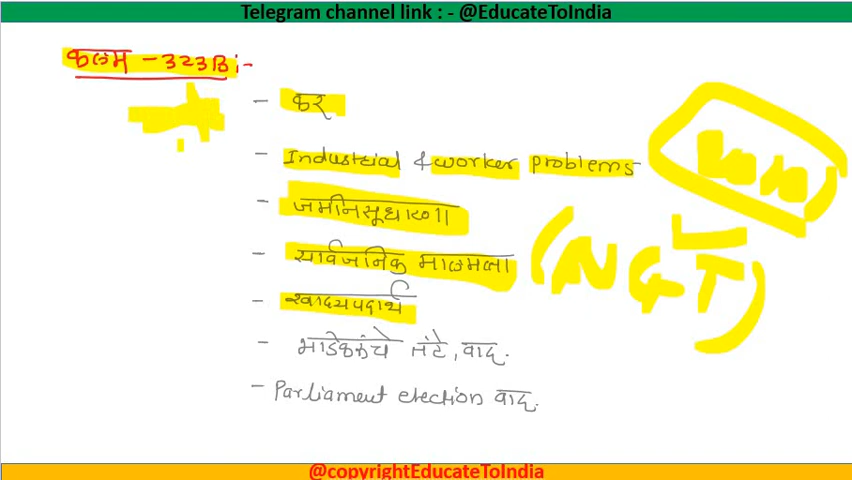 Telegram channel link : - @EducateToIndia
कलम - 323B :-
- कर
- Industrial & worker problems
- जमीनसुधारणा
- सार्वजनिक मालमत्ता
(NGT)
- खाद्यपदार्थ
- भाडेकरूंचे तंटे, वाद.
- Parliament election वाद.
@copyrightEducateToIndia